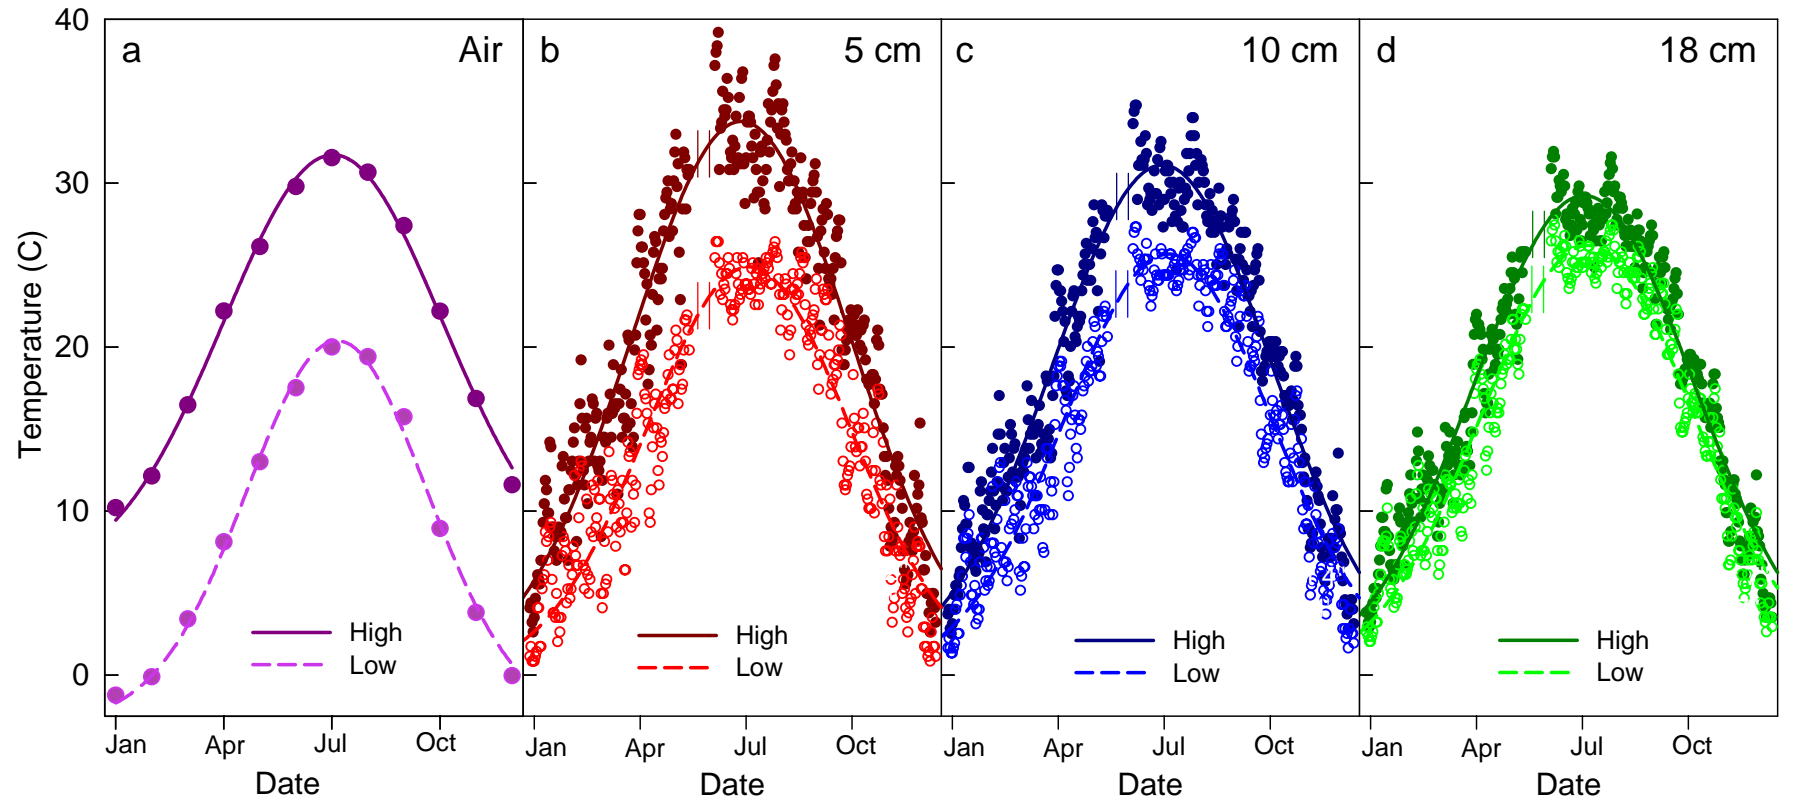 40
30
20
10
0
Temperature (C)
a Air
High
Low
Jan Apr Jul Oct
Date
b 5 cm
High
Low
Jan Apr Jul Oct
Date
c 10 cm
High
Low
Jan Apr Jul Oct
Date
d 18 cm
High
Low
Jan Apr Jul Oct
Date